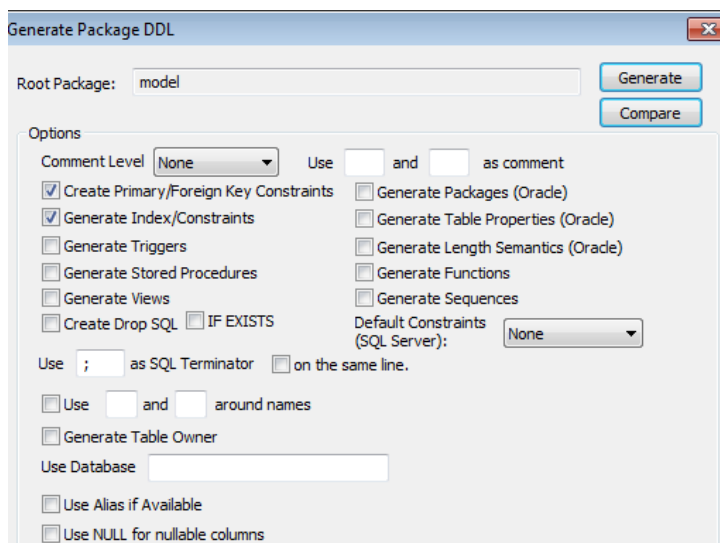 Generate Package DDL
Root Package: model
Generate
Compare
Options
Comment Level None Use and as comment
Create Primary/Foreign Key Constraints Generate Packages (Oracle)
Generate Index/Constraints Generate Table Properties (Oracle)
Generate Triggers Generate Length Semantics (Oracle)
Generate Stored Procedures Generate Functions
Generate Views Generate Sequences
Create Drop SQL IF EXISTS Default Constraints
(SQL Server): None
Use ; as SQL Terminator on the same line.
Use and around names
Generate Table Owner
Use Database
Use Alias if Available
Use NULL for nullable columns